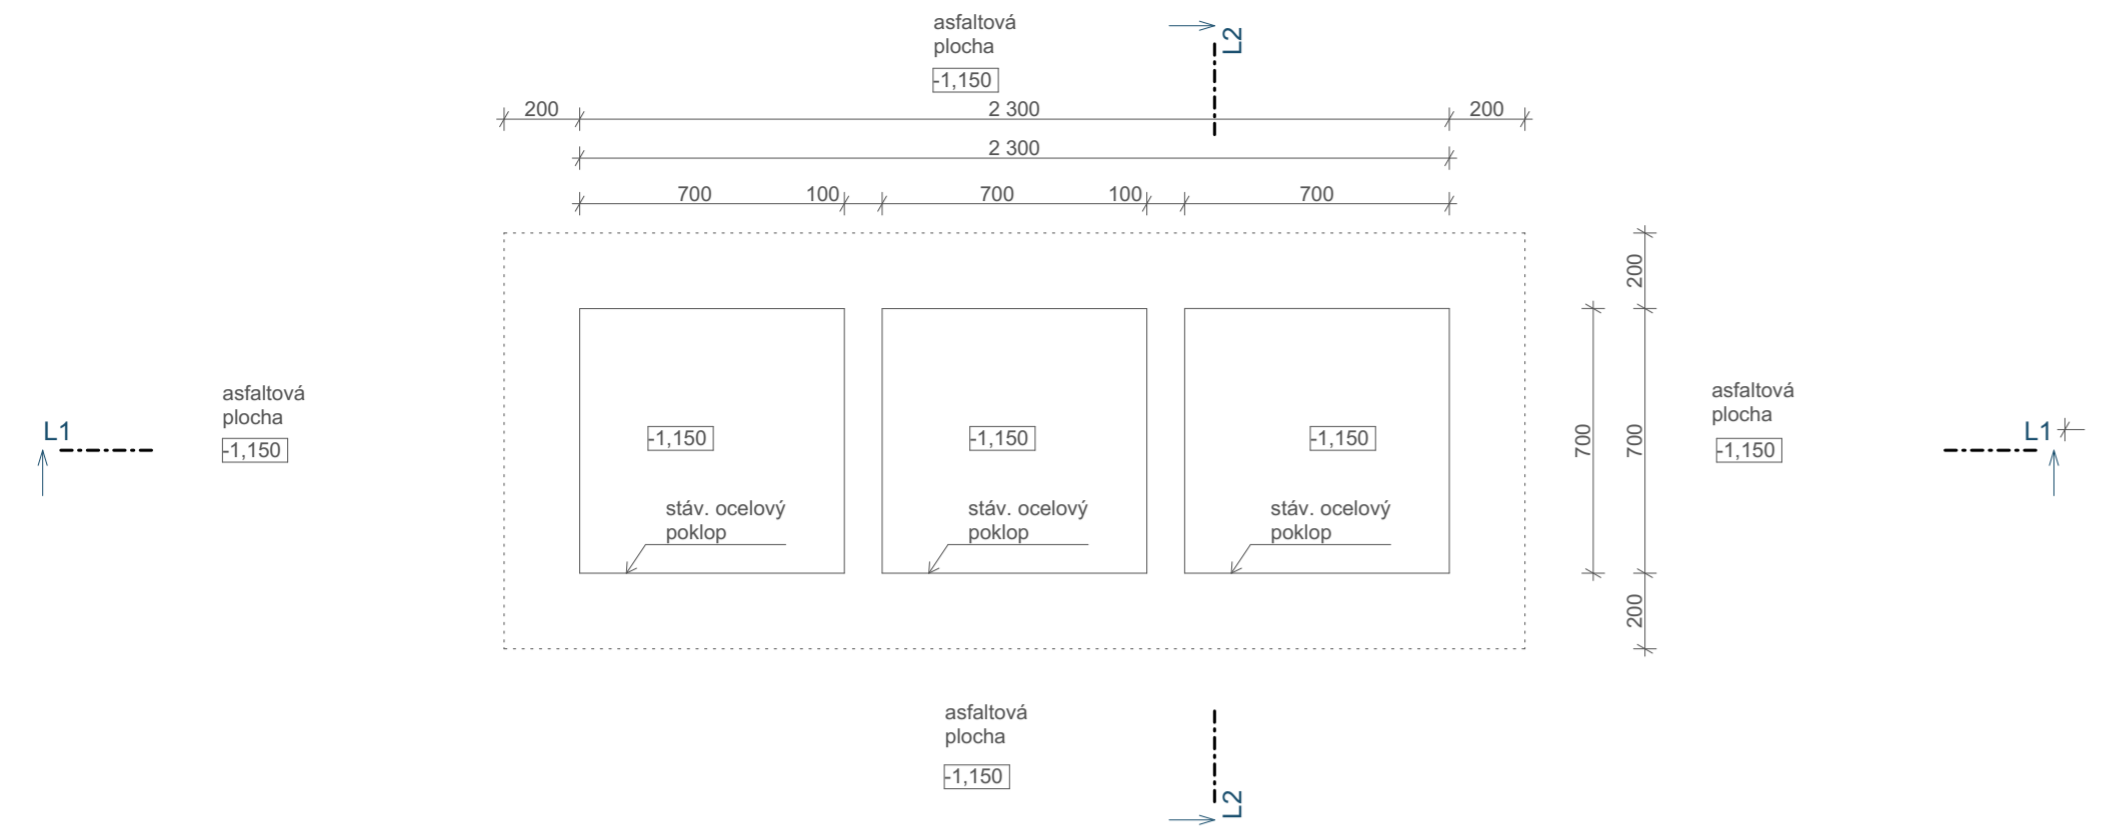 asfaltová
plocha
-1,150
L2
200
2 300
200
2 300
700
100
700
100
700
200
asfaltová
plocha
-1,150
L1
-1,150
-1,150
-1,150
700
700
asfaltová
plocha
-1,150
L1
stáv. ocelový
poklop
stáv. ocelový
poklop
stáv. ocelový
poklop
200
asfaltová
plocha
-1,150
L2